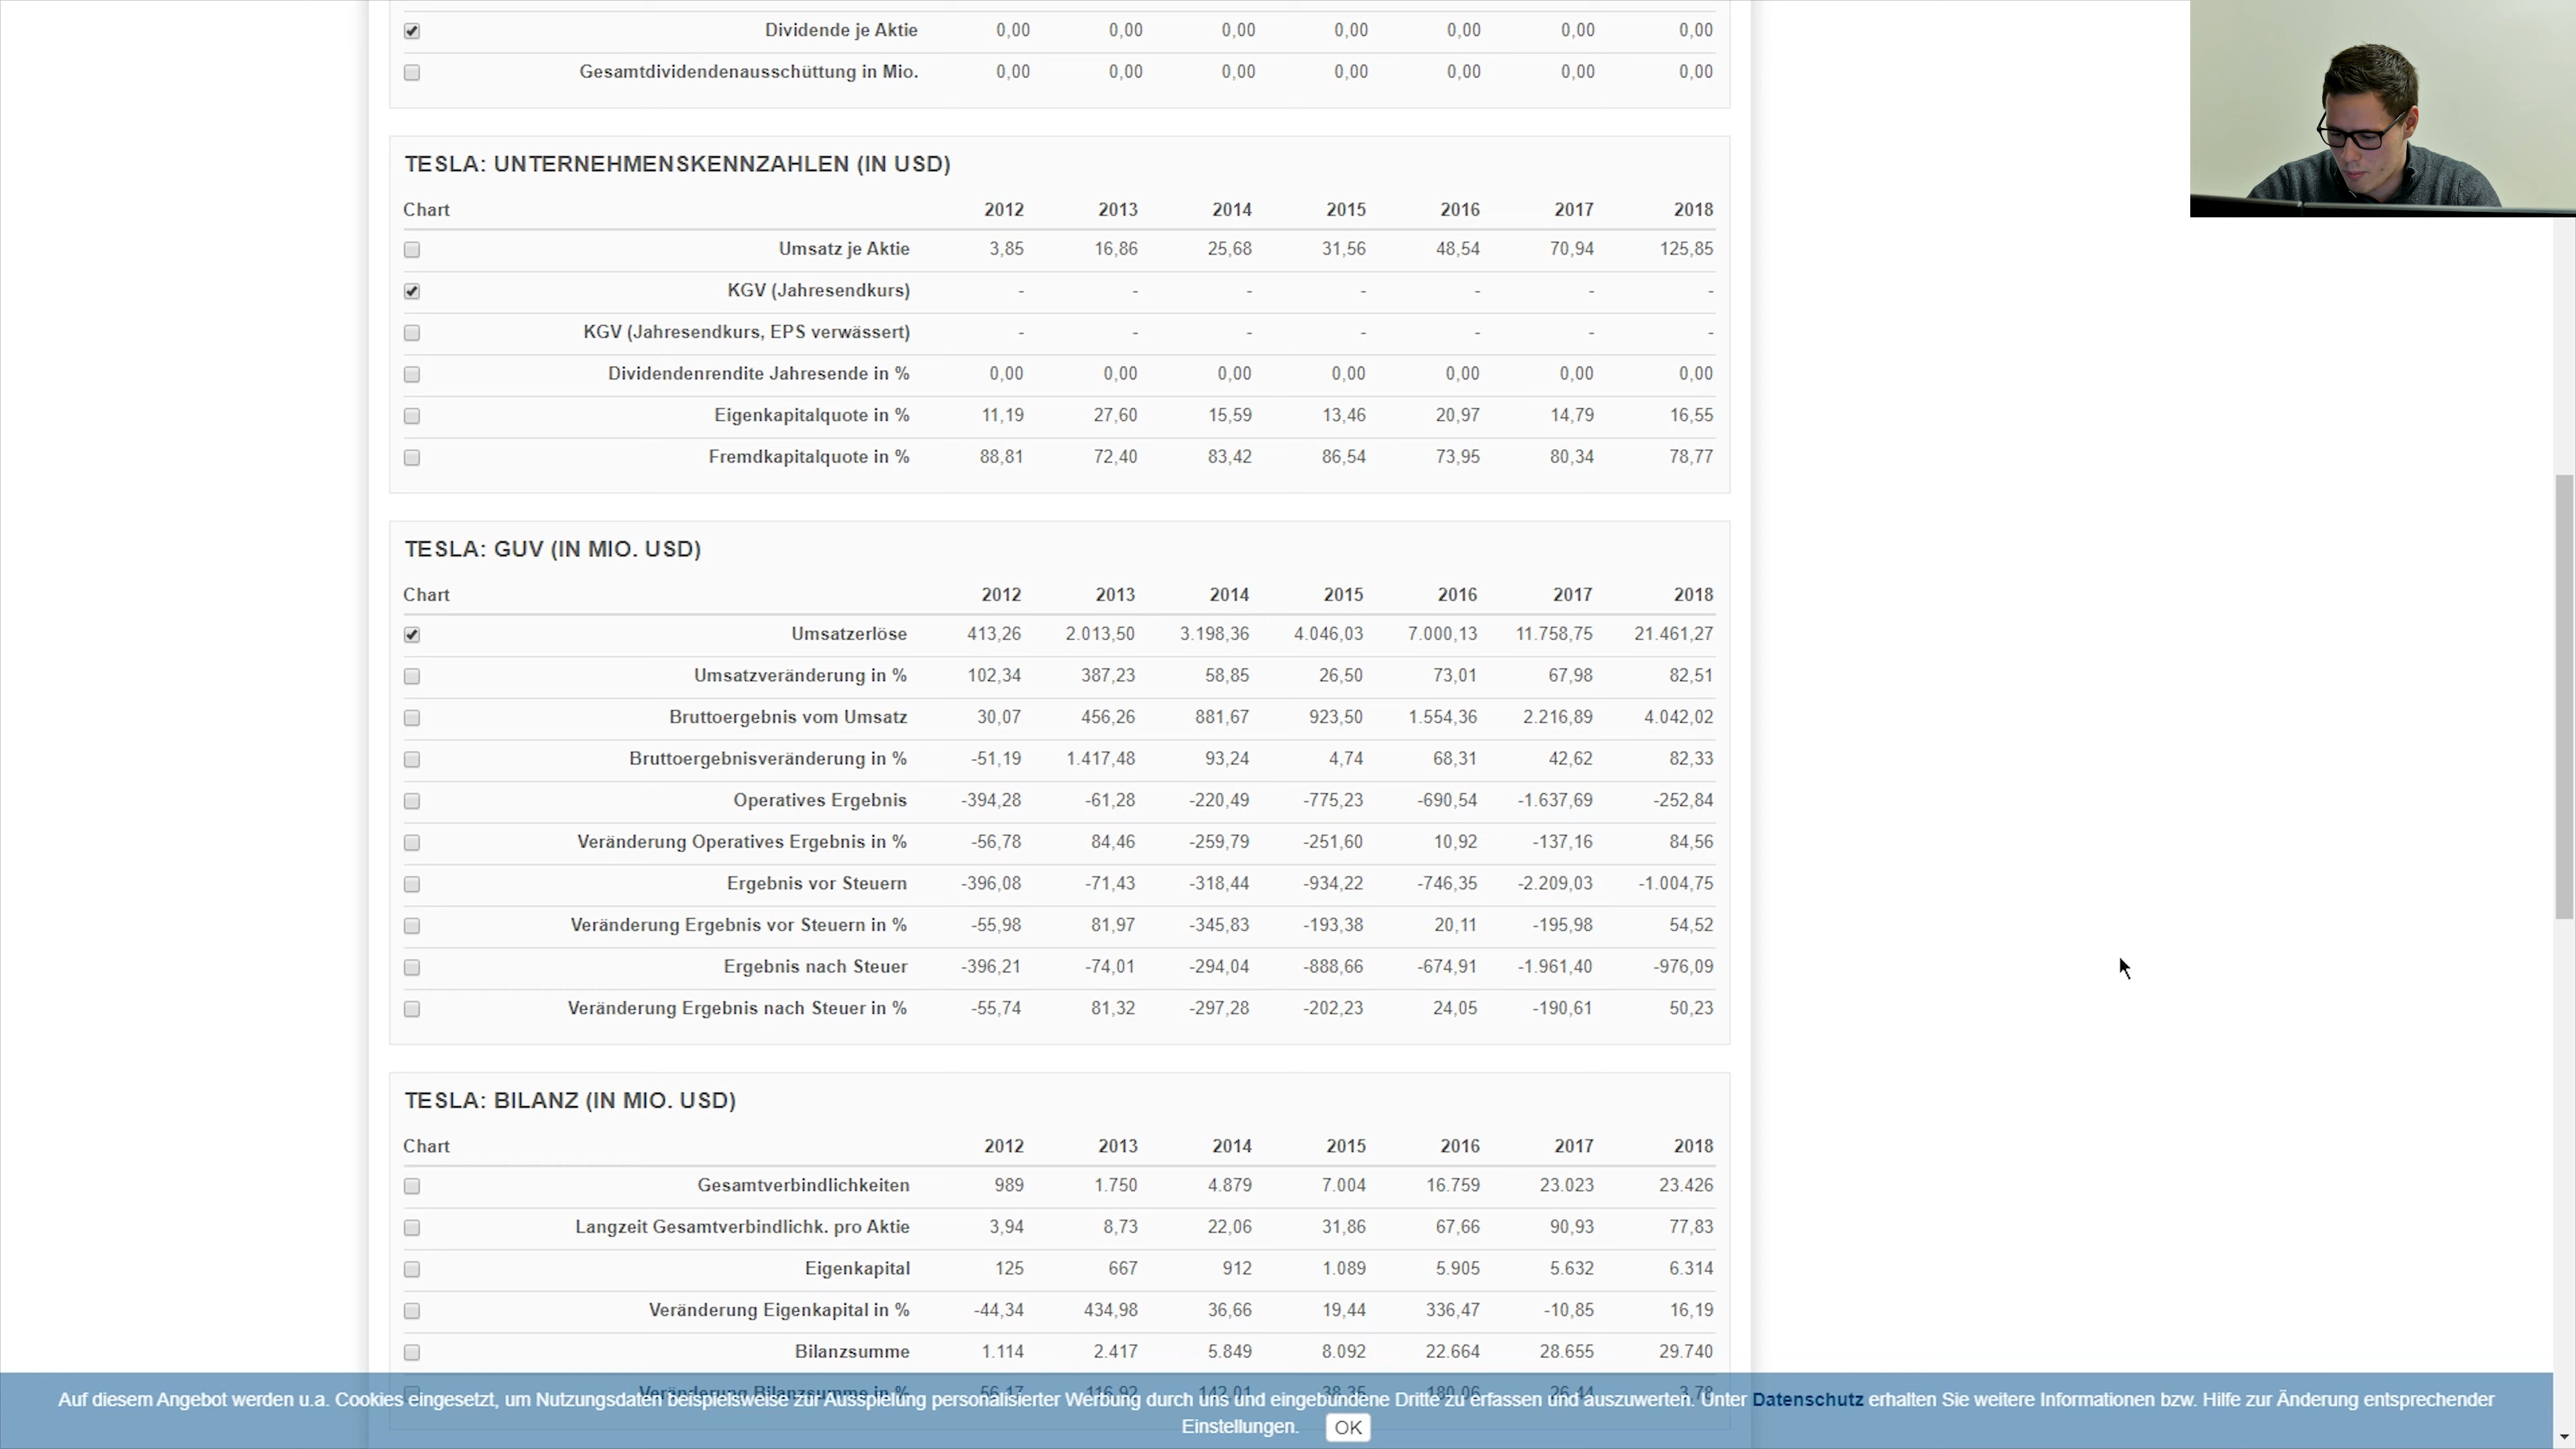 Dividende je Aktie 0,00 0,00 0,00 0,00 0,00 0,00 0,00
Gesamtdividendenausschüttung in Mio. 0,00 0,00 0,00 0,00 0,00 0,00 0,00
TESLA: UNTERNEHMENSKENNZAHLEN (IN USD)
Chart 2012 2013 2014 2015 2016 2017 2018
Umsatz je Aktie 3,85 16,86 25,68 31,56 48,54 70,94 125,85
KGV (Jahresendkurs) - - - - - - -
KGV (Jahresendkurs, EPS verwässert) - - - - - - -
Dividendenrendite Jahresende in % 0,00 0,00 0,00 0,00 0,00 0,00 0,00
Eigenkapitalquote in % 11,19 27,60 15,59 13,46 20,97 14,79 16,55
Fremdkapitalquote in % 88,81 72,40 83,42 86,54 73,95 80,34 78,77
TESLA: GUV (IN MIO. USD)
Chart 2012 2013 2014 2015 2016 2017 2018
Umsatzerlöse 413,26 2.013,50 3.198,36 4.046,03 7.000,13 11.758,75 21.461,27
Umsatzveränderung in % 102,34 387,23 58,85 26,50 73,01 67,98 82,51
Bruttoergebnis vom Umsatz 30,07 456,26 881,67 923,50 1.554,36 2.216,89 4.042,02
Bruttoergebnisveränderung in % -51,19 1.417,48 93,24 4,74 68,31 42,62 82,33
Operatives Ergebnis -394,28 -61,28 -220,49 -775,23 -690,54 -1.637,69 -252,84
Veränderung Operatives Ergebnis in % -56,78 84,46 -259,79 -251,60 10,92 -137,16 84,56
Ergebnis vor Steuern -396,08 -71,43 -318,44 -934,22 -746,35 -2.209,03 -1.004,75
Veränderung Ergebnis vor Steuern in % -55,98 81,97 -345,83 -193,38 20,11 -195,98 54,52
Ergebnis nach Steuer -396,21 -74,01 -294,04 -888,66 -674,91 -1.961,40 -976,09
Veränderung Ergebnis nach Steuer in % -55,74 81,32 -297,28 -202,23 24,05 -190,61 50,23
TESLA: BILANZ (IN MIO. USD)
Chart 2012 2013 2014 2015 2016 2017 2018
Gesamtverbindlichkeiten 989 1.750 4.879 7.004 16.759 23.023 23.426
Langzeit Gesamtverbindlichk. pro Aktie 3,94 8,73 22,06 31,86 67,66 90,93 77,83
Eigenkapital 125 667 912 1.089 5.905 5.632 6.314
Veränderung Eigenkapital in % -44,34 434,98 36,66 19,44 336,47 -10,85 16,19
Bilanzsumme 1.114 2.417 5.849 8.092 22.664 28.655 29.740
Veränderung Bilanzsumme in %
Auf diesem Angebot werden u.a. Cookies eingesetzt, um Nutzungsdaten beispielsweise zur Ausspielung personalisierter Werbung durch uns und eingebundene Dritte zu erfassen und auszuwerten. Unter Datenschutz erhalten Sie weitere Informationen bzw. Hilfe zur Änderung entsprechender
Einstellungen. OK